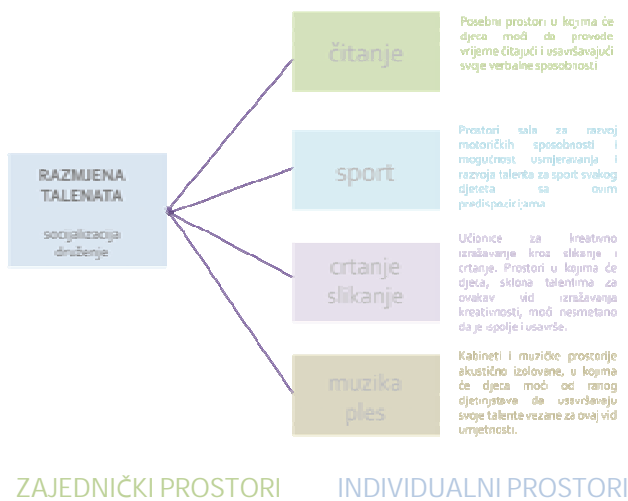 RAZMJENA
TALENATA
socijalizacija
druženje
čitanje
Posebni prostori u kojima će
djeca moći da provode
vrijeme čitajući i usavršavajući
svoje verbalne sposobnosti
sport
Prostori sala za razvoj
motoričkih sposobnosti i
mogućnost usmjeravanja i
razvoja talenta za sport svakog
djeteta sa ovim
predispozicijama
crtanje
slikanje
Učionice za kreativno
izražavanje kroz slikanje i
crtanje. Prostori u kojima će
djeca, sklona talentima za
ovakav vid izražavanja
kreativnosti, moći nesmetano
da je ispolje i usavrše.
muzika
ples
Kabineti i muzičke prostorije
akustično izolovane, u kojima
će djeca moći od ranog
djetinjstava da usavršavaju
svoje talente vezane za ovaj vid
umjetnosti.
ZAJEDNIČKI PROSTORI
INDIVIDUALNI PROSTORI